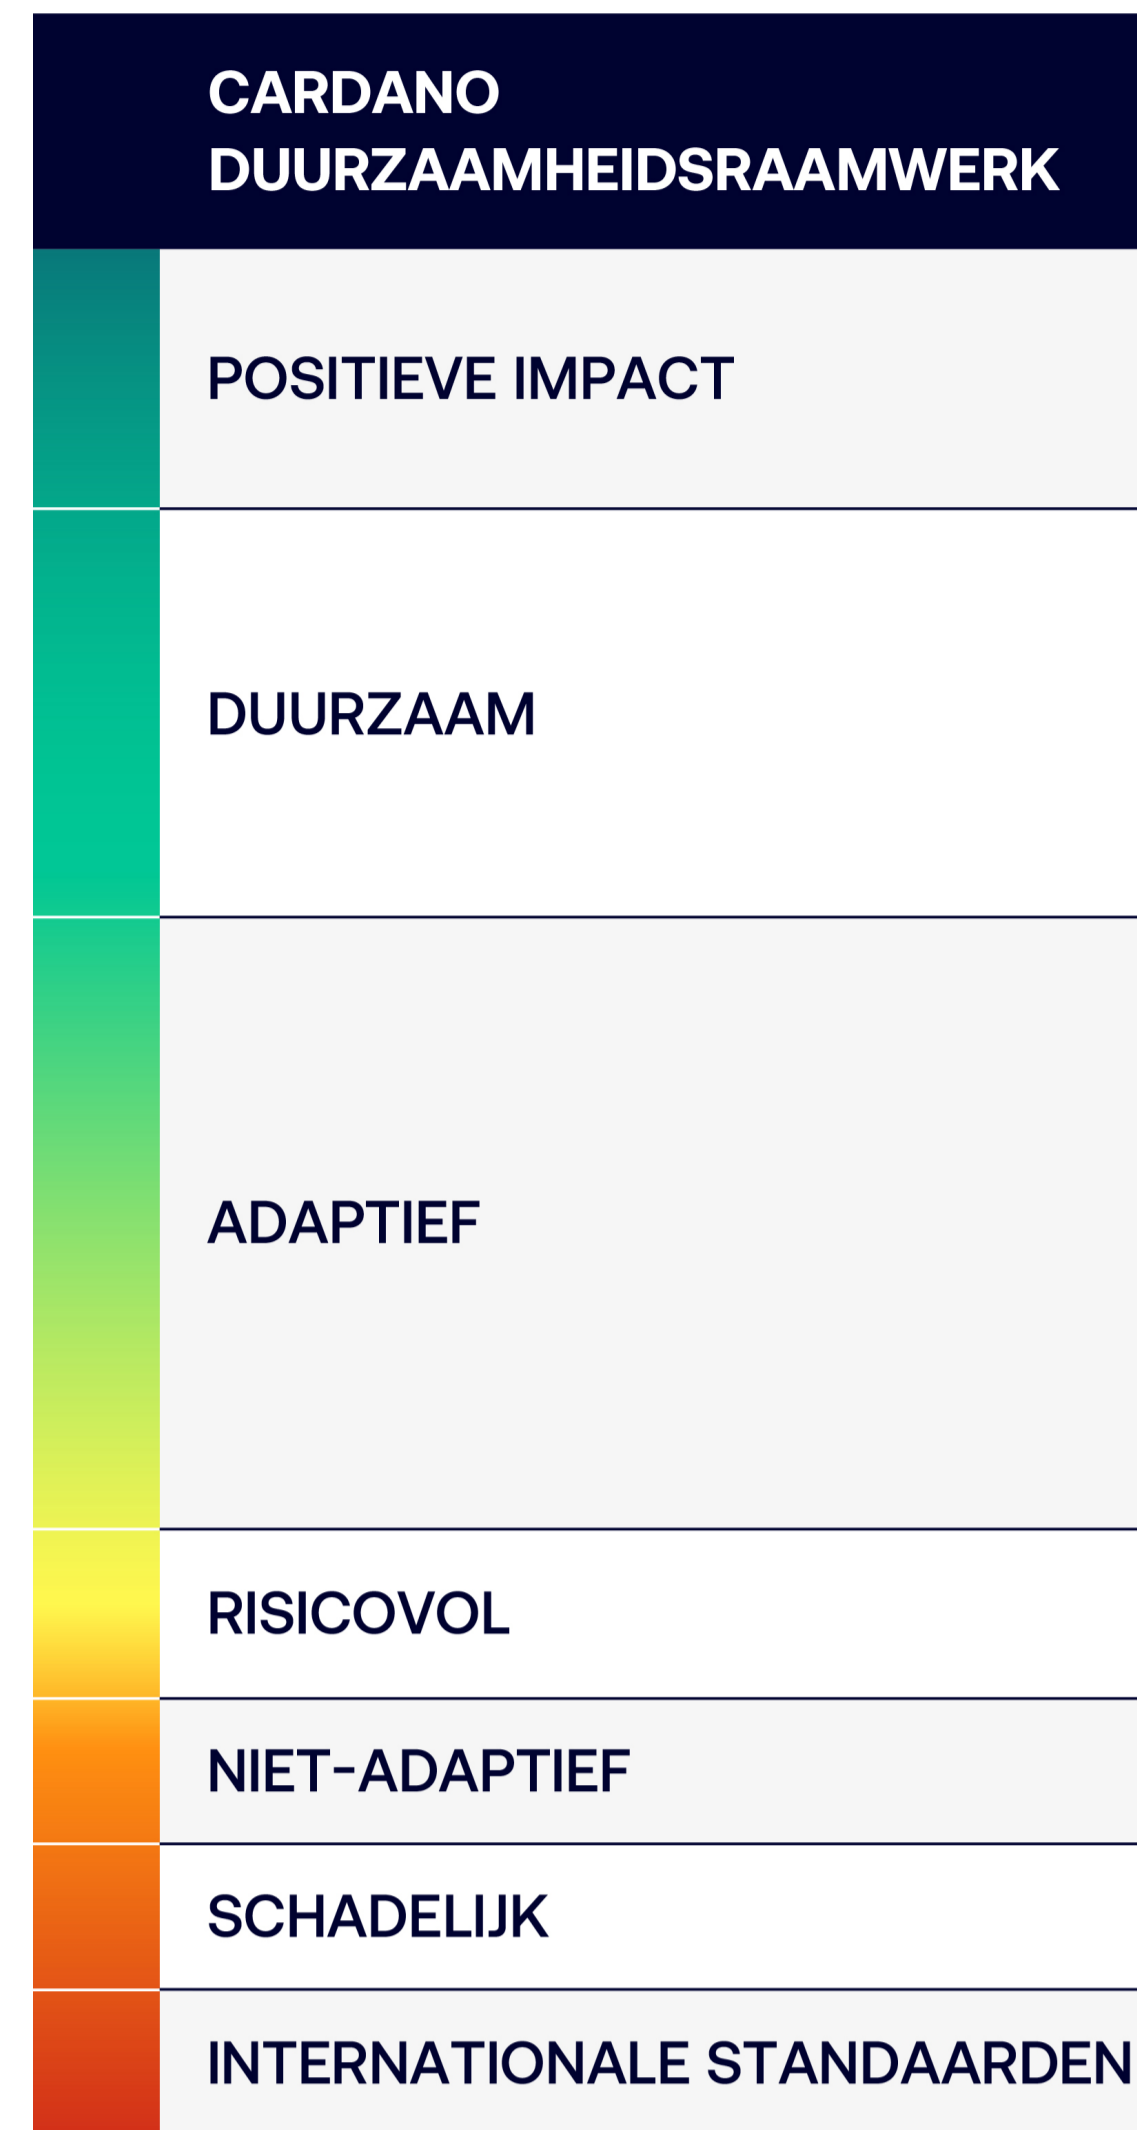 CARDANO
DUURZAAMHEIDSRAAMWERK
POSITIEVE IMPACT
DUURZAAM
ADAPTIEF
RISICOVOL
NIET-ADAPTIEF
SCHADELIJK
INTERNATIONALE STANDAARDEN